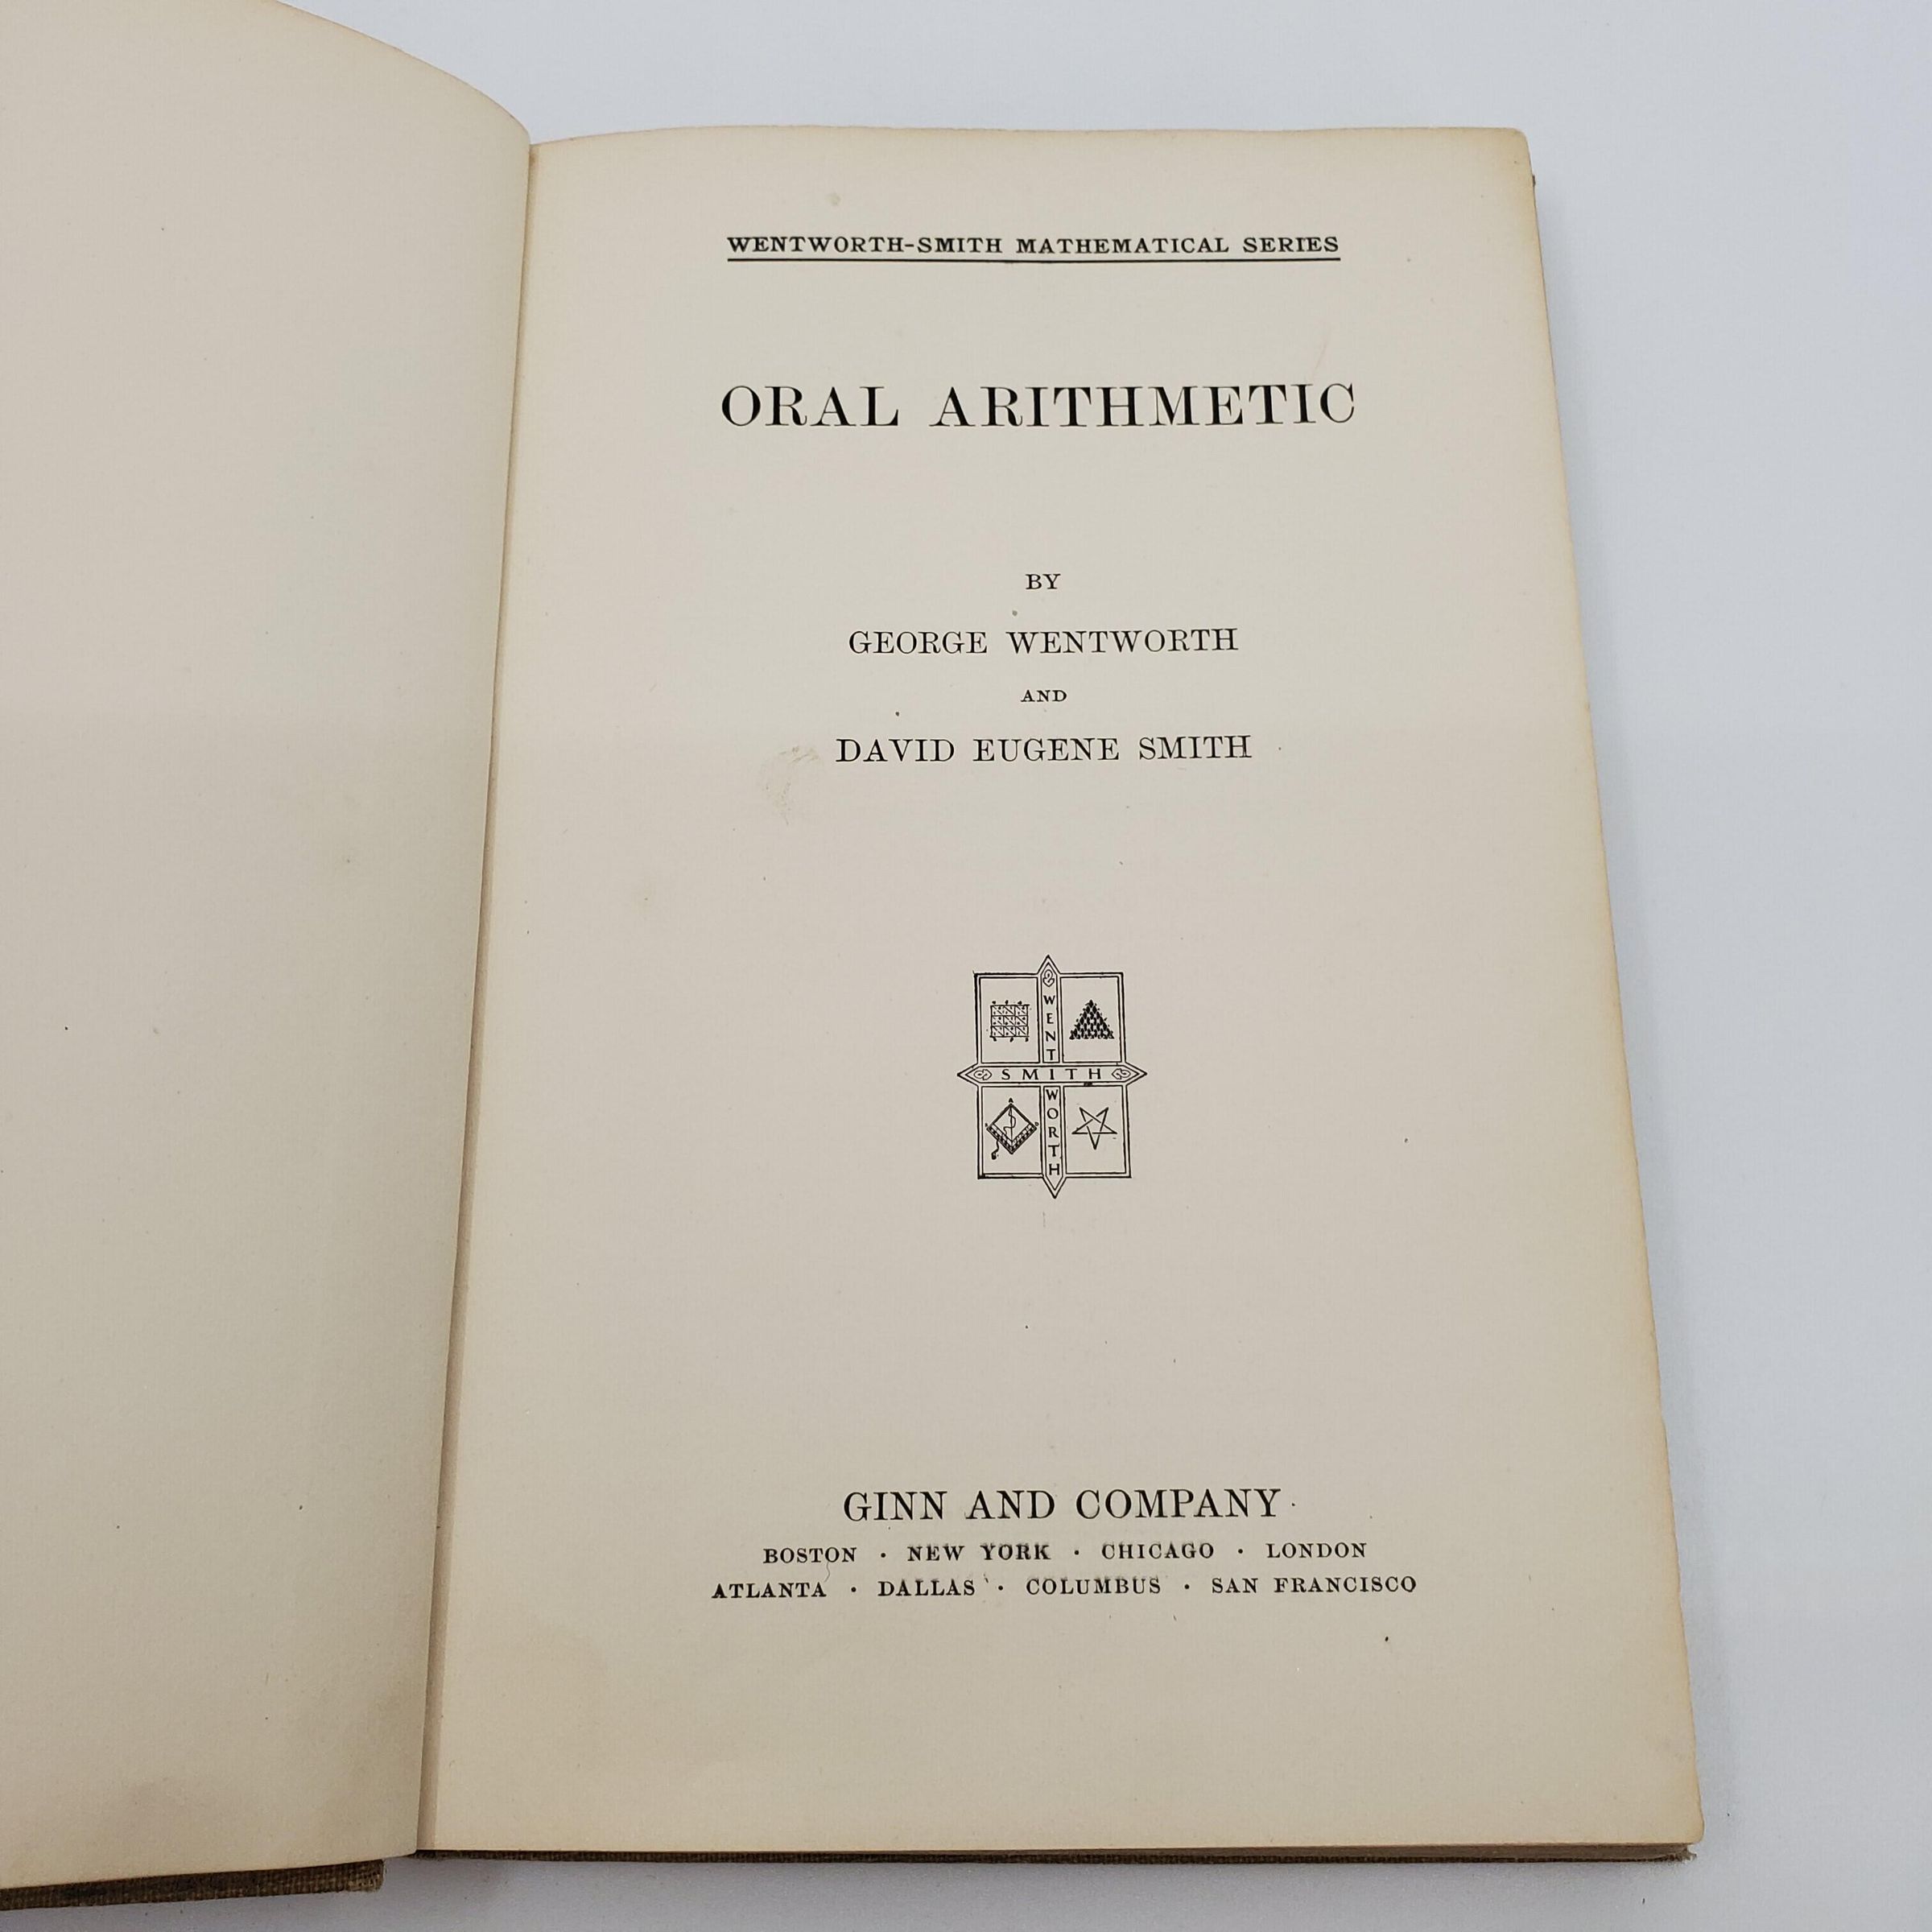 WENTWORTH-SMITH MATHEMATICAL SERIES
ORAL ARITHMETIC
BY
GEORGE WENTWORTH
AND
DAVID EUGENE SMITH
WENT
SMITH
WORTH
GINN AND COMPANY
BOSTON · NEW YORK · CHICAGO · LONDON
ATLANTA · DALLAS · COLUMBUS · SAN FRANCISCO